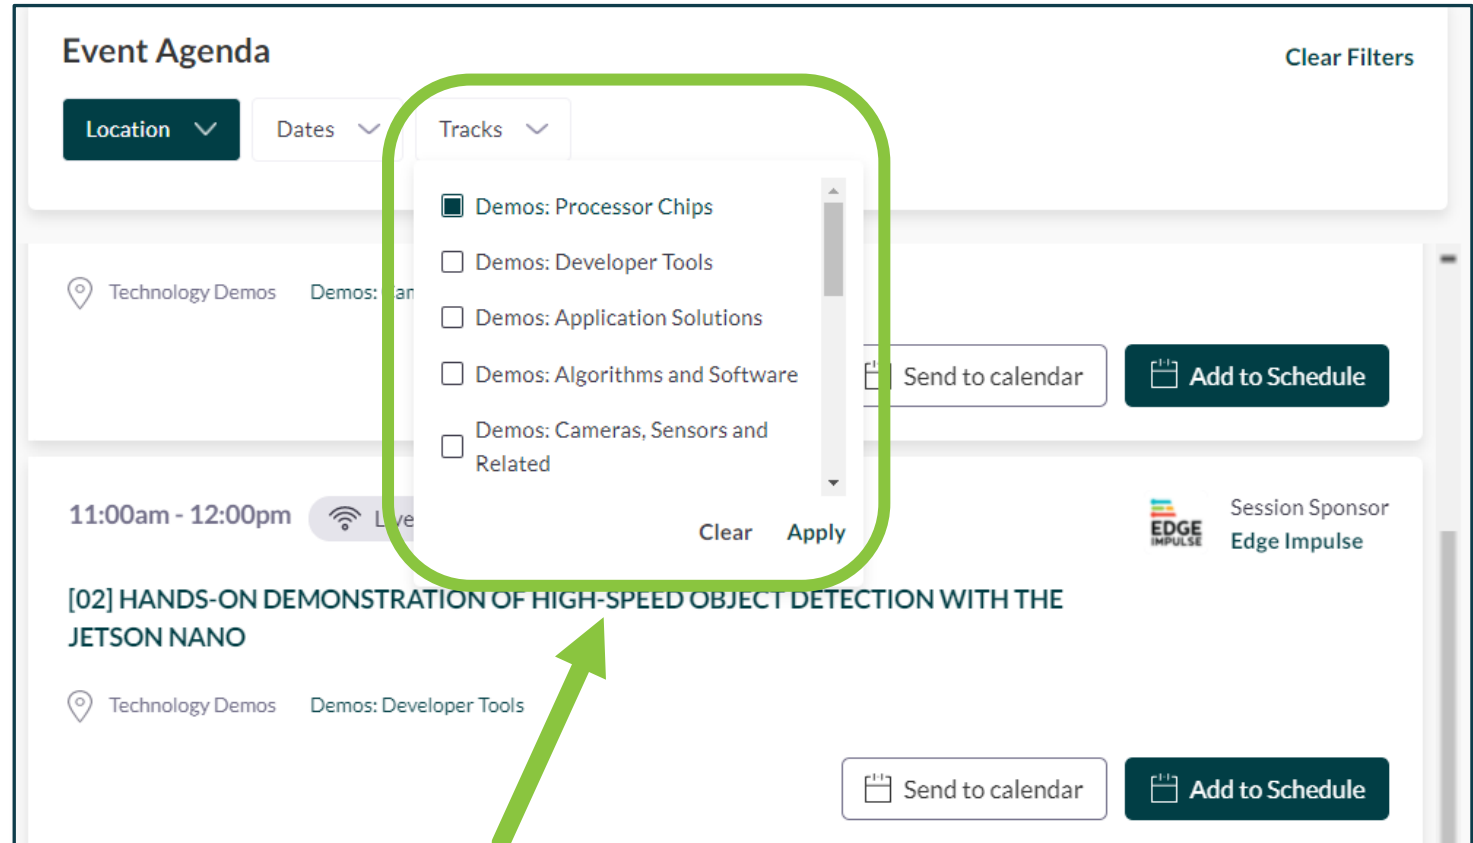 Event Agenda
Clear Filters
Location
Dates
Tracks
Demos: Processor Chips
Demos: Developer Tools
Demos: Application Solutions
Demos: Algorithms and Software
Demos: Cameras, Sensors and
Related
Clear Apply
Technology Demos Demos:
Send to calendar Add to Schedule
11:00am - 12:00pm Live
EDGE
IMPULSE
Session Sponsor
Edge Impulse
[02] HANDS-ON DEMONSTRATION OF HIGH-SPEED OBJECT DETECTION WITH THE
JETSON NANO
Technology Demos Demos: Developer Tools
Send to calendar Add to Schedule